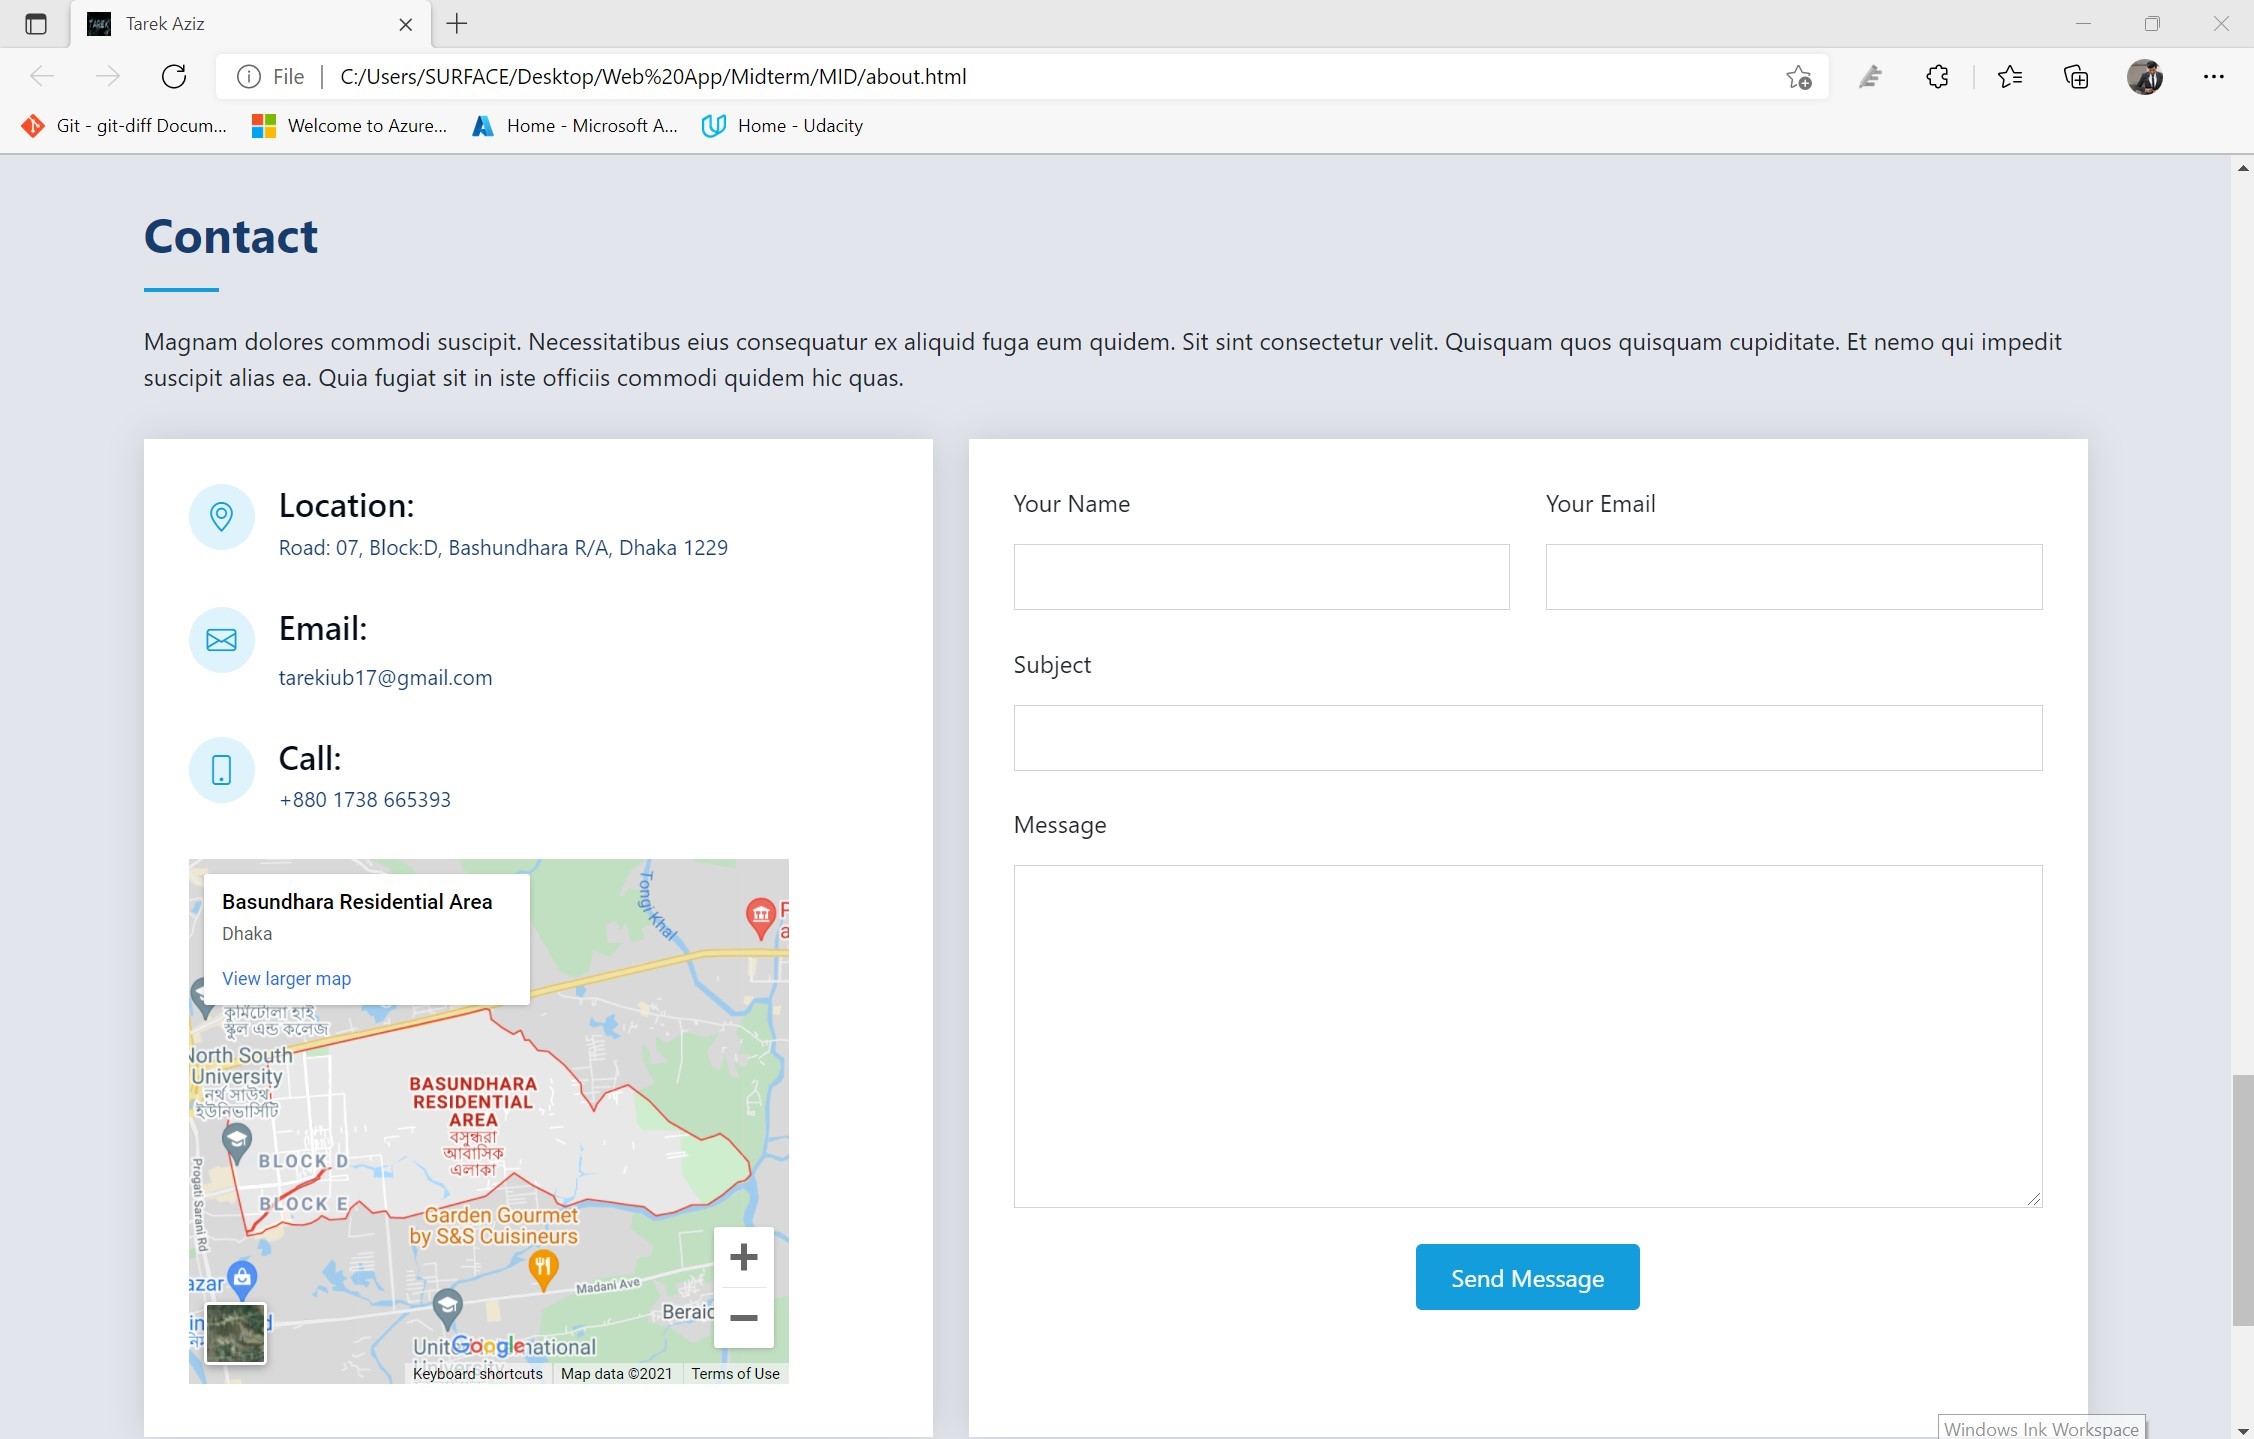 Tarek Aziz
File
C:/Users/SURFACE/Desktop/Web%20App/Midterm/MID/about.html
Git - git-diff Docum...
Welcome to Azure...
Home - Microsoft A...
Home - Udacity
Contact
Magnam dolores commodi suscipit. Necessitatibus eius consequatur ex aliquid fuga eum quidem. Sit sint consectetur velit. Quisquam quos quisquam cupiditate. Et nemo qui impedit
suscipit alias ea. Quia fugiat sit in iste officiis commodi quidem hic quas.
Location:
Road: 07, Block:D, Bashundhara R/A, Dhaka 1229
Email:
tarekiub17@gmail.com
Call:
+880 1738 665393
Basundhara Residential Area
Dhaka
View larger map
Tongi Khal
কুর্মিটোলা হাই
স্কুল এন্ড কলেজ
North South
University
নর্থ সাউথ
ইউনিভার্সিটি
BASUNDHARA
RESIDENTIAL
AREA
বসুন্ধরা
আবাসিক
এলাকা
BLOCK D
BLOCK E
Progati Sarani Rd
Garden Gourmet
by S&S Cuisineurs
Madani Ave
Google
Keyboard shortcuts
Map data ©2021
Terms of Use
Your Name
Your Email
Subject
Message
Send Message
Windows Ink Workspace